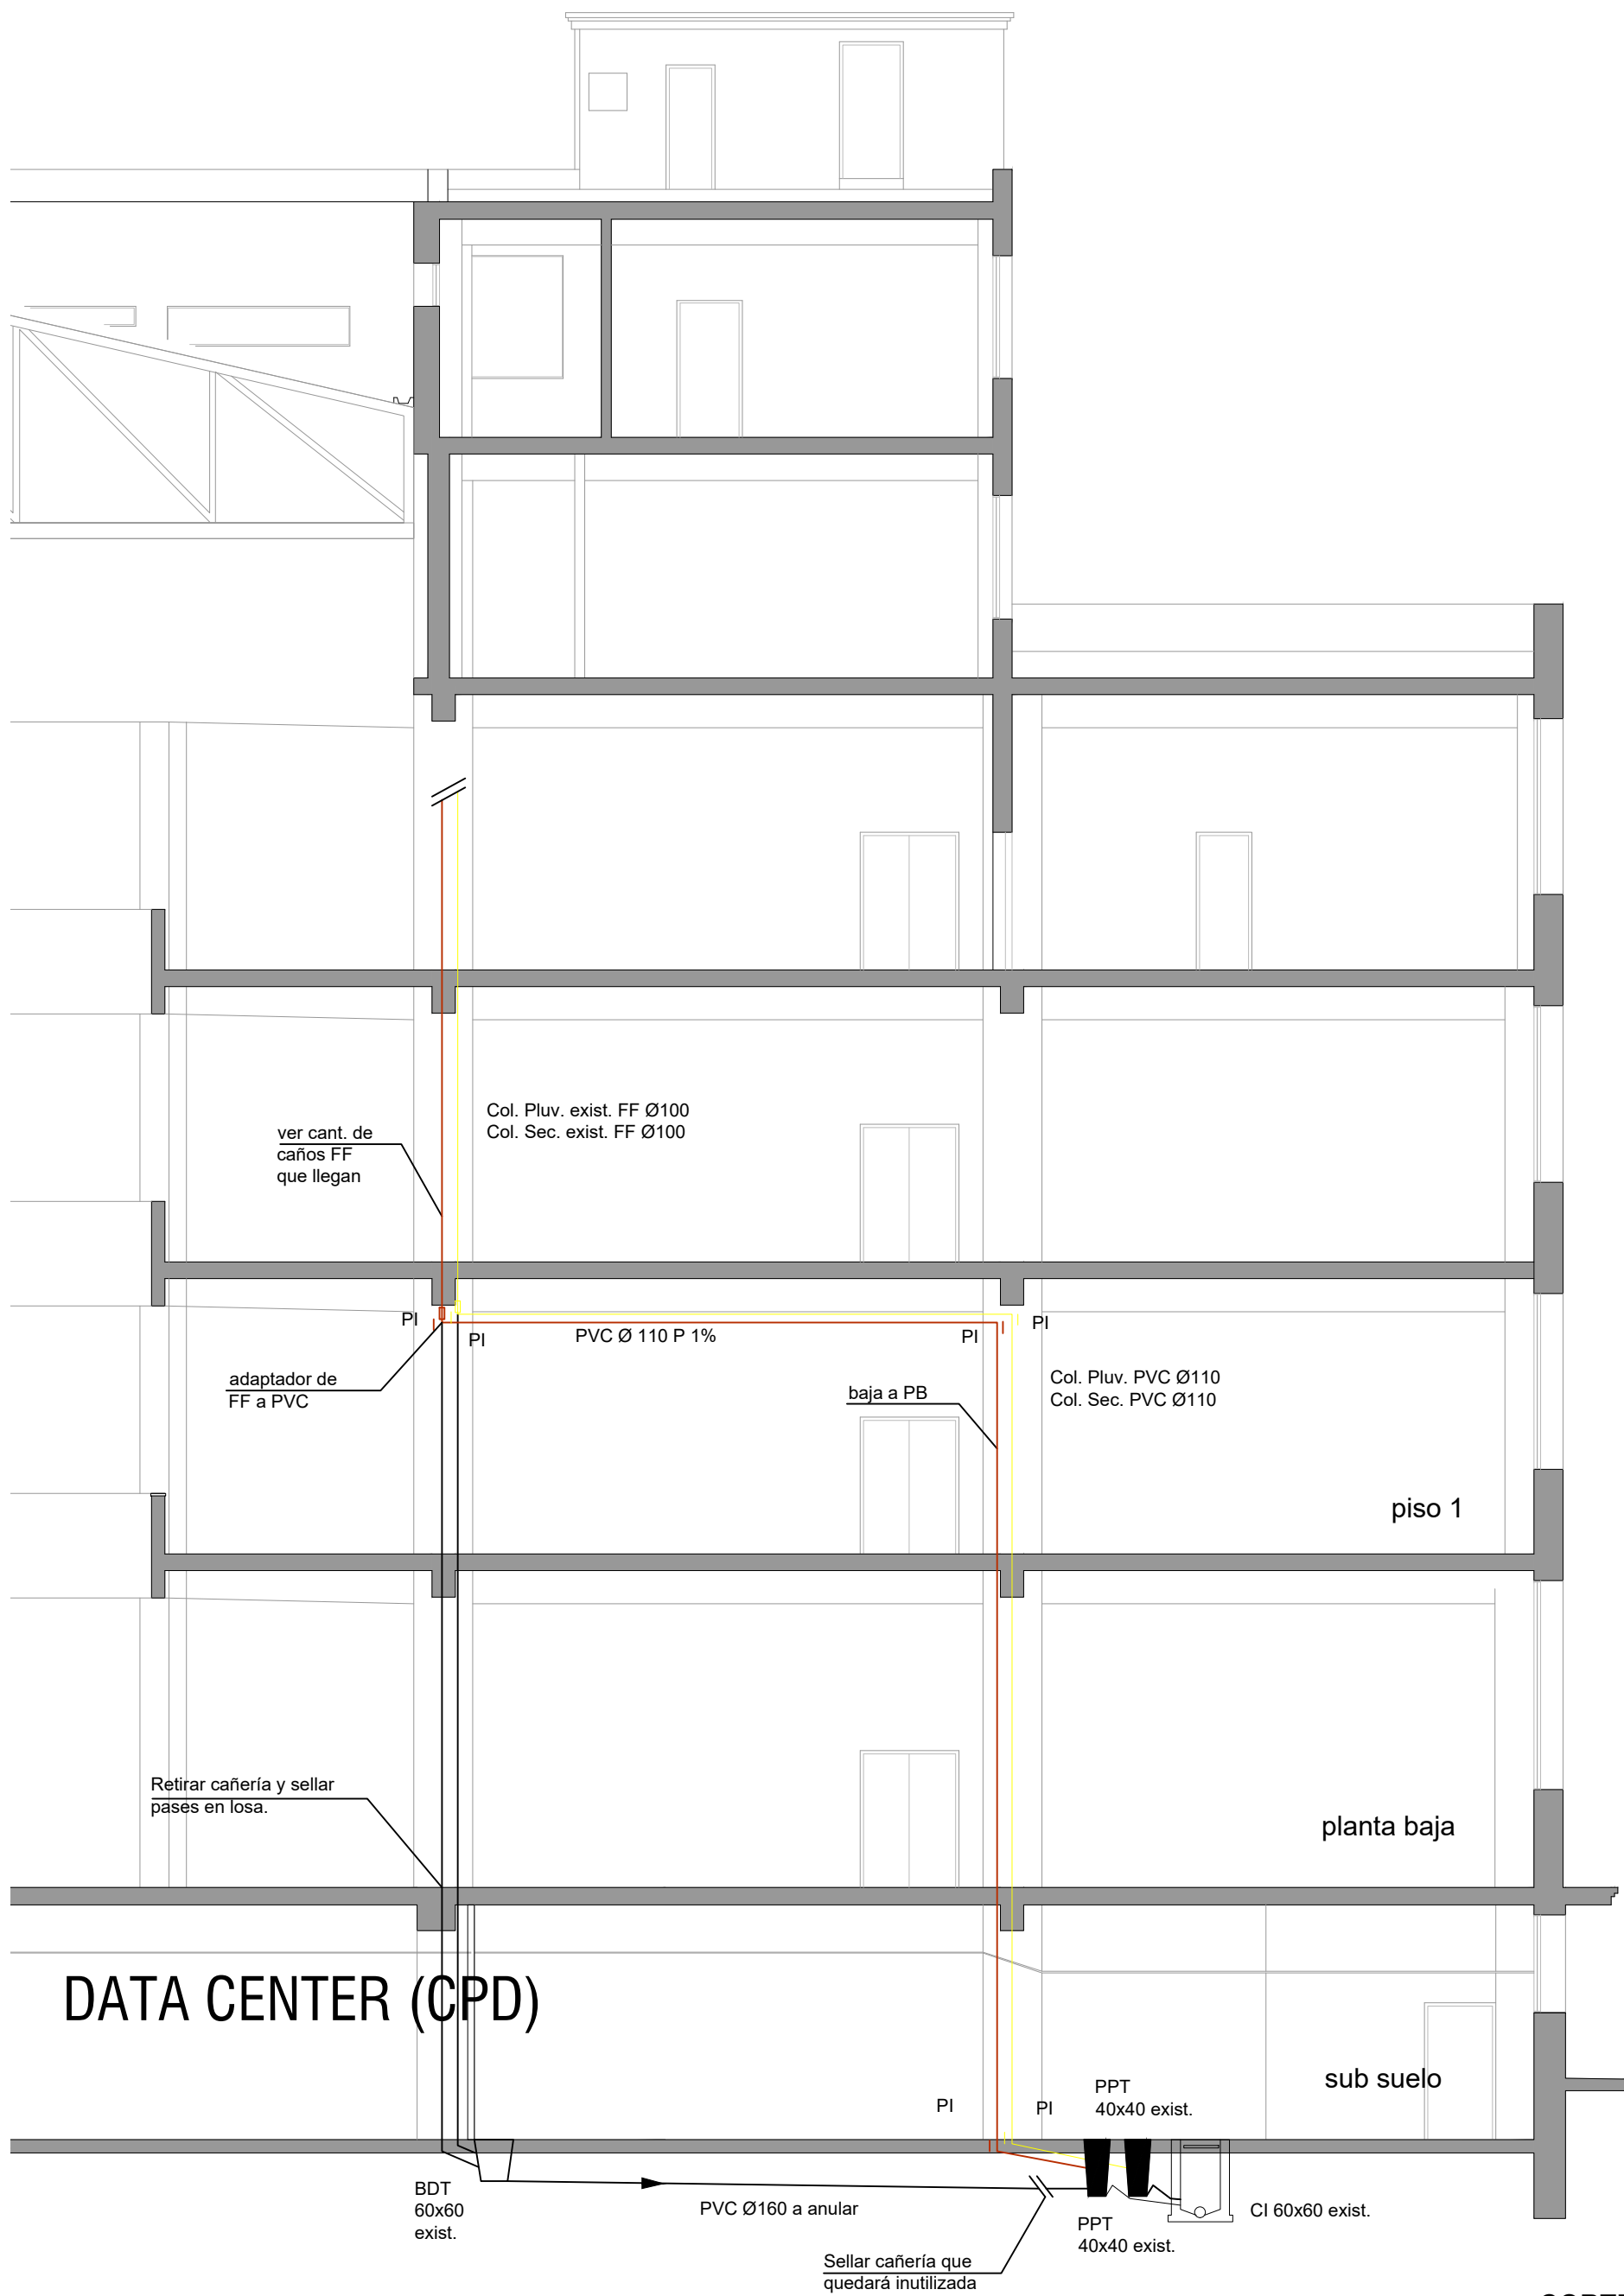 Col. Pluv. exist. FF Ø100
Col. Sec. exist. FF Ø100
ver cant. de
caños FF
que llegan
PI
PI
PVC Ø 110 P 1%
PI
PI
adaptador de
FF a PVC
baja a PB
Col. Pluv. PVC Ø110
Col. Sec. PVC Ø110
piso 1
Retirar cañería y sellar
pases en losa.
planta baja
DATA CENTER (CPD)
sub suelo
PI
PI
PPT
40x40 exist.
BDT
60x60
exist.
PVC Ø160 a anular
PPT
40x40 exist.
CI 60x60 exist.
Sellar cañería que
quedará inutilizada